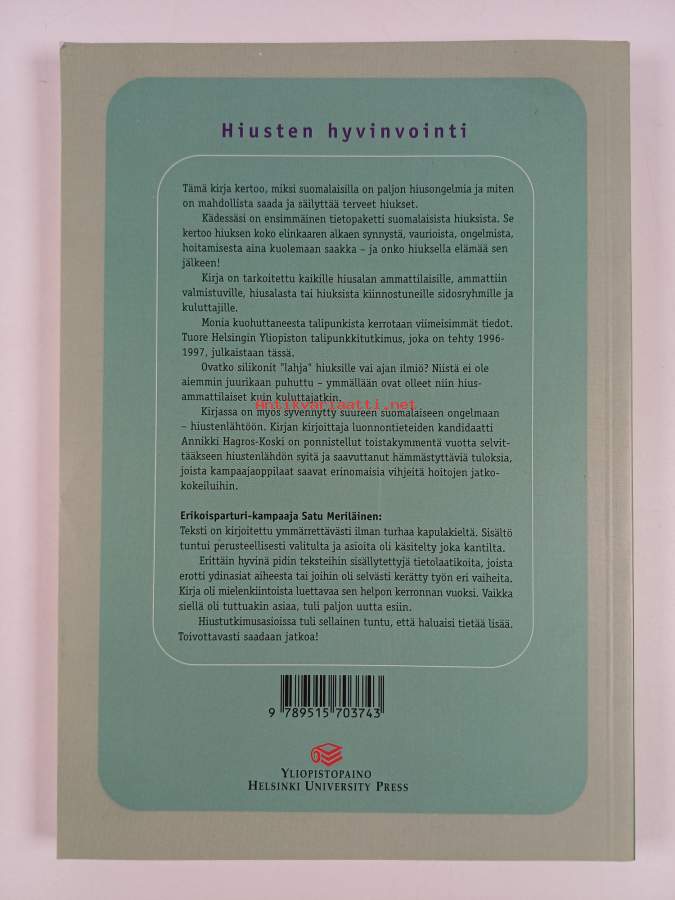 Hiusten hyvinvointi
Tämä kirja kertoo, miksi suomalaisilla on paljon hiusongelmia ja miten
on mahdollista saada ja säilyttää terveet hiukset.
Kädessäsi on ensimmäinen tietopaketti suomalaisista hiuksista. Se
kertoo hiuksen koko elinkaaren alkaen synnystä, vaurioista, ongelmista,
hoitamisesta aina kuolemaan saakka – ja onko hiuksella elämää sen
jälkeen!
Kirja on tarkoitettu kaikille hiusalan ammattilaisille, ammattiin
valmistuville, hiusalasta tai hiuksista kiinnostuneille sidosryhmille ja
kuluttajille.
Monia kuohuttaneesta talipunkista kerrotaan viimeisimmät tiedot.
Tuore Helsingin Yliopiston talipunkkitutkimus, joka on tehty 1996-
1997, julkaistaan tässä.
Ovatko silikonit "lahja" hiuksille vai ajan ilmiö? Niistä ei ole
aiemmin juurikaan puhuttu – ymmällään ovat olleet niin hius-
ammattilaiset kuin kuluttajatkin.
Antikvariaatti.net
Kirjassa on myös syvennytty suureen suomalaiseen ongelmaan
– hiustenlähtöön. Kirjan kirjoittaja luonnontieteiden kandidaatti
Annikki Hagros-Koski on ponnistellut toistakymmentä vuotta selvit-
tääkseen hiustenlähdön syitä ja saavuttanut hämmästyttäviä tuloksia,
joista kampaajaoppilaat saavat erinomaisia vihjeitä hoitojen jatko-
kokeiluihin.
Erikoisparturi-kampaaja Satu Meriläinen:
Teksti on kirjoitettu ymmärrettävästi ilman turhaa kapulakieltä. Sisältö
tuntui perusteellisesti valitulta ja asioita oli käsitelty joka kantilta.
Erittäin hyvinä pidin teksteihin sisällytettyjä tietolaatikoita, joista
erotti ydinasiat aiheesta tai joihin oli selvästi kerätty työn eri vaiheita.
Kirja oli mielenkiintoista luettavaa sen helpon kerronnan vuoksi. Vaikka
siellä oli tuttuakin asiaa, tuli paljon uutta esiin.
Hiustutkimusasioissa tuli sellainen tuntu, että haluaisi tietää lisää.
Toivottavasti saadaan jatkoa!
9 789515 703743
YLIOPISTOPAINO
HELSINKI UNIVERSITY PRESS